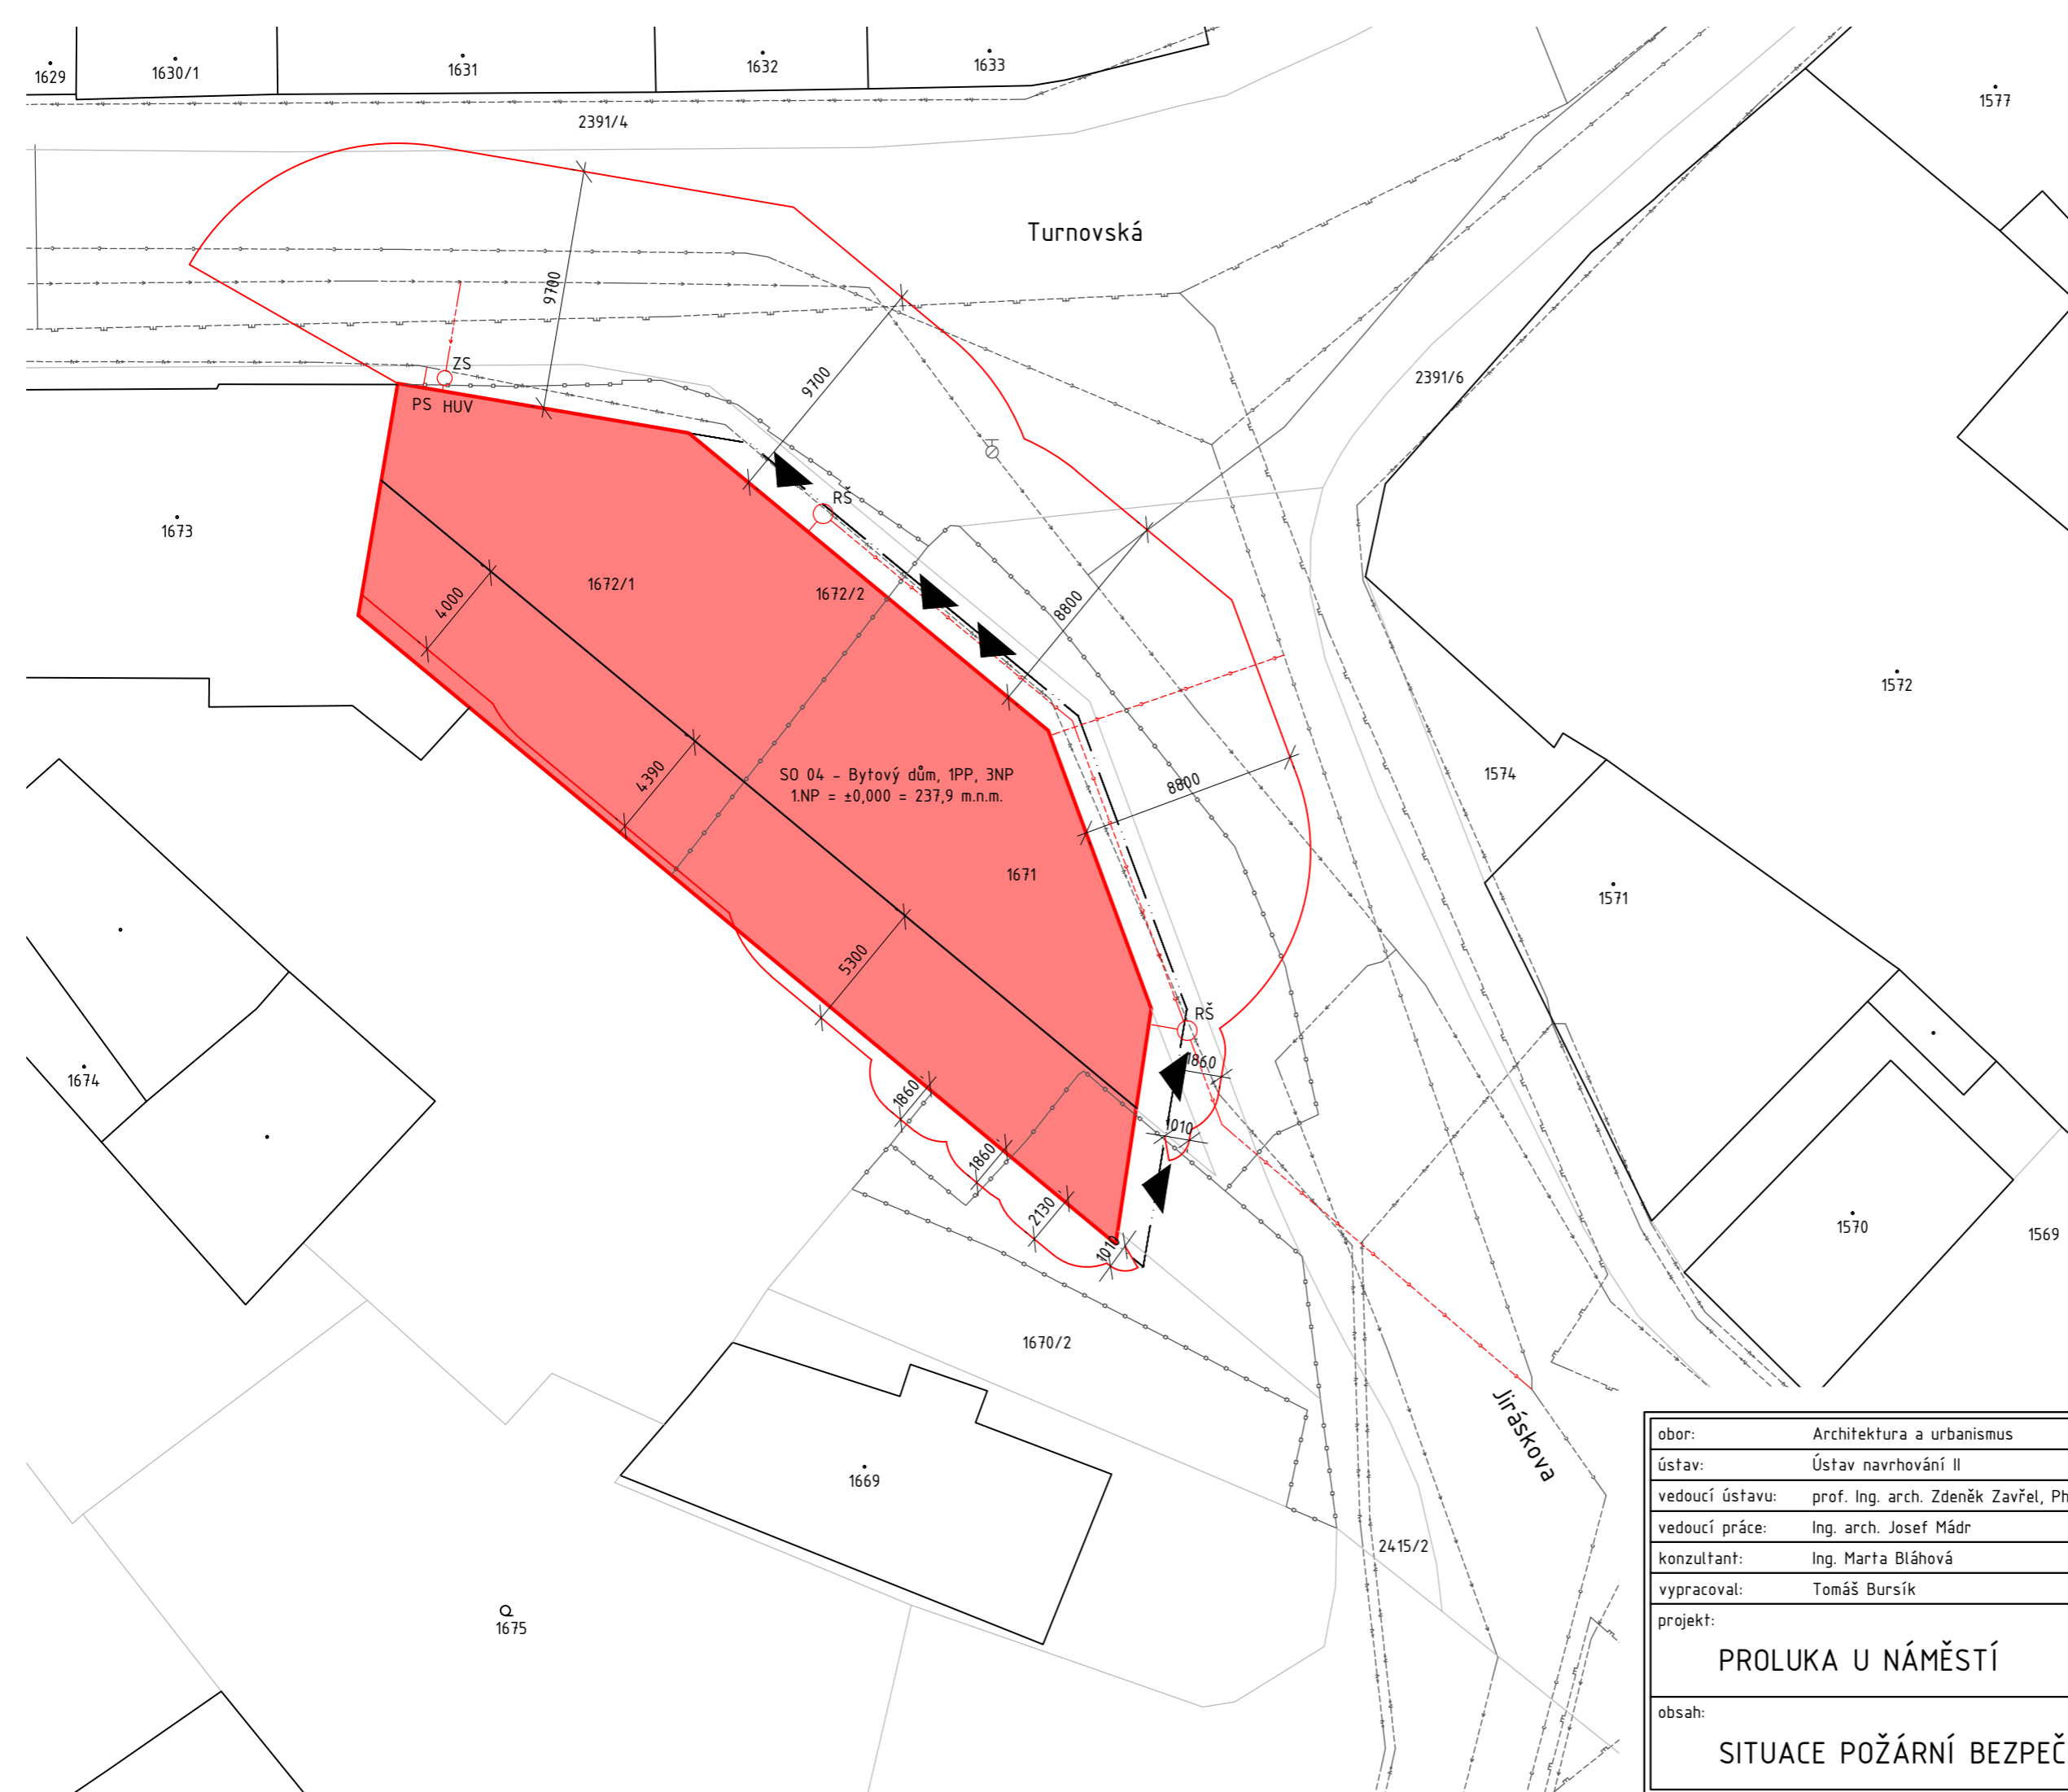 1629
1630/1
1631
1632
1633
1577
2391/4
Turnovská
9700
9700
ZS
PS HUV
2391/6
RŠ
1673
1672/1
1672/2
4000
8800
1572
4390
SO 04 - Bytový dům, 1PP, 3NP
1.NP = ±0,000 = 237,9 m.n.m.
8800
1574
1671
1571
5300
RŠ
1674
1860
1860
1010
1860
2130
1010
1570
1569
1670/2
Jiráskova
1669
2415/2
1675
obor: Architektura a urbanismus
ústav: Ústav navrhování II
vedoucí ústavu: prof. Ing. arch. Zdeněk Zavřel, Ph
vedoucí práce: Ing. arch. Josef Mádr
konzultant: Ing. Marta Bláhová
vypracoval: Tomáš Bursík
projekt:
PROLUKA U NÁMĚSTÍ
obsah:
SITUACE POŽÁRNÍ BEZPEČ